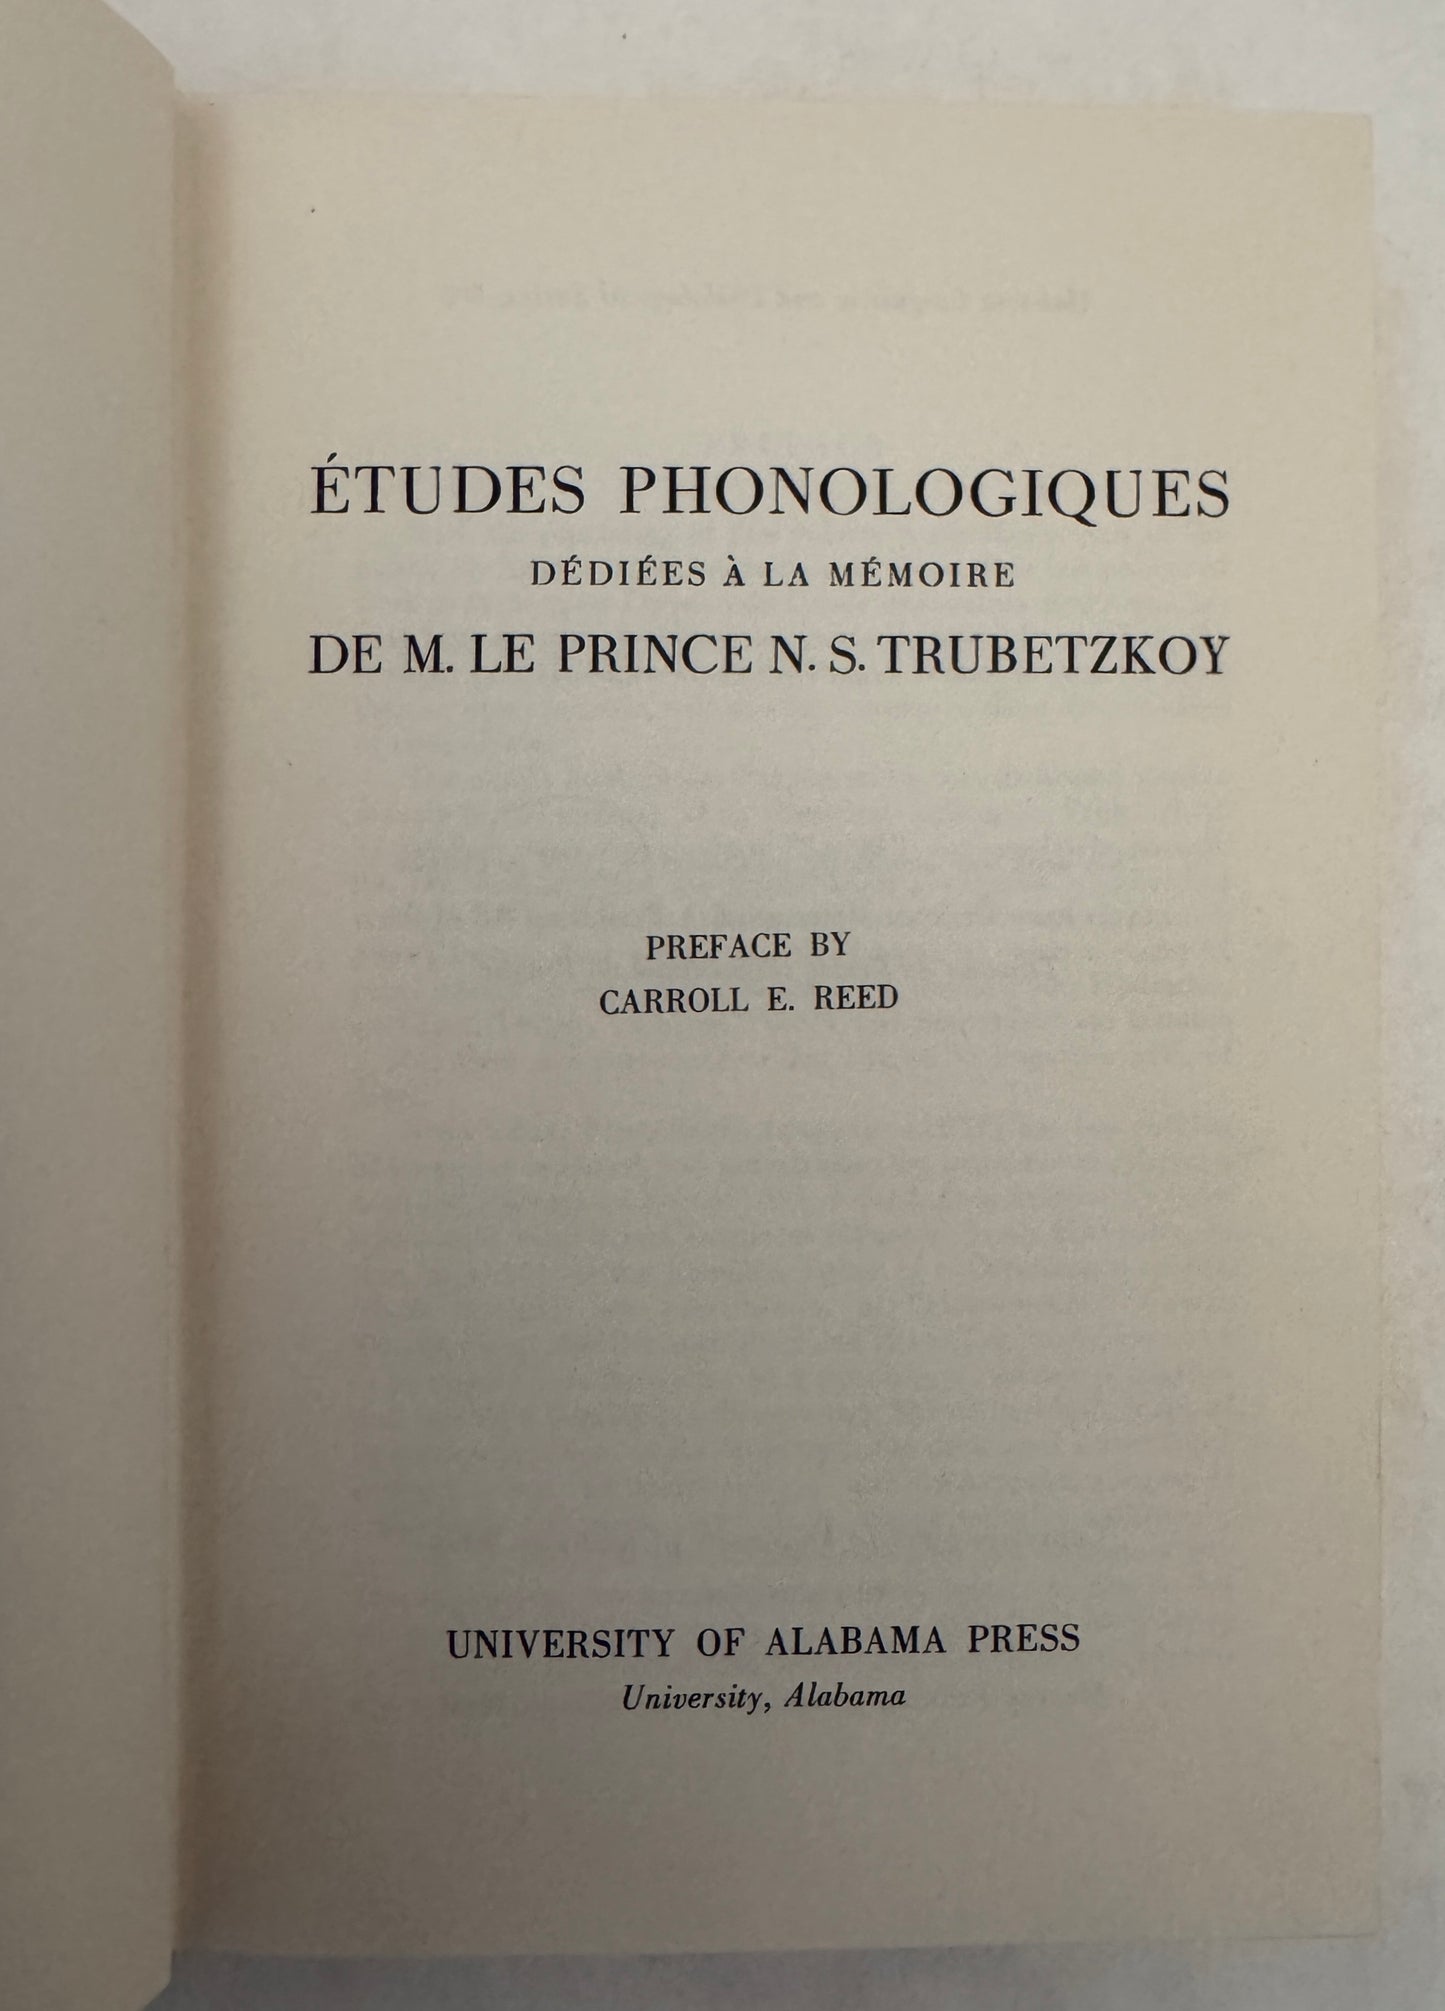 ÉTUDES PHONOLOGIQUES
DÉDIÉES À LA MÉMOIRE
DE M. LE PRINCE N. S. TRUBETZKOY
PREFACE BY
CARROLL E. REED
UNIVERSITY OF ALABAMA PRESS
University, Alabama